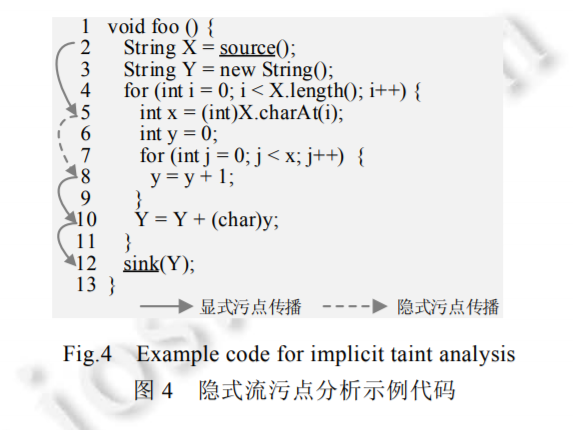 1 void foo () {
2 String X = source();
3 String Y = new String();
4 for (int i = 0; i < X.length(); i++) {
5 int x = (int)X.charAt(i);
6 int y = 0;
7 for (int j = 0; j < x; j++) {
8 y = y + 1;
9 }
10 Y = Y + (char)y;
11 }
12 sink(Y);
13 }
显式污点传播 隐式污点传播
Fig.4 Example code for implicit taint analysis
图 4 隐式流污点分析示例代码